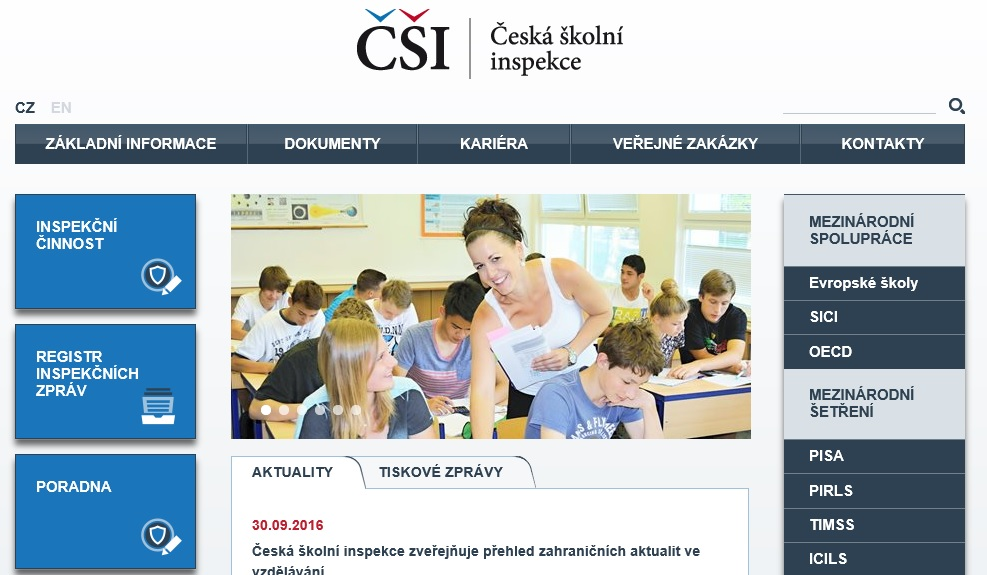 ČŠI
Česká školní
inspekce
CZ EN
ZÁKLADNÍ INFORMACE
DOKUMENTY
KARIÉRA
VEŘEJNÉ ZAKÁZKY
KONTAKTY
INSPEKČNÍ
ČINNOST
REGISTR
INSPEKČNÍCH
ZPRÁV
PORADNA
AKTUALITY
TISKOVÉ ZPRÁVY
30.09.2016
Česká školní inspekce zveřejňuje přehled zahraničních aktualit ve
vzdělávání
MEZINÁRODNÍ
SPOLUPRÁCE
Evropské školy
SICI
OECD
MEZINÁRODNÍ
ŠETŘENÍ
PISA
PIRLS
TIMSS
ICILS